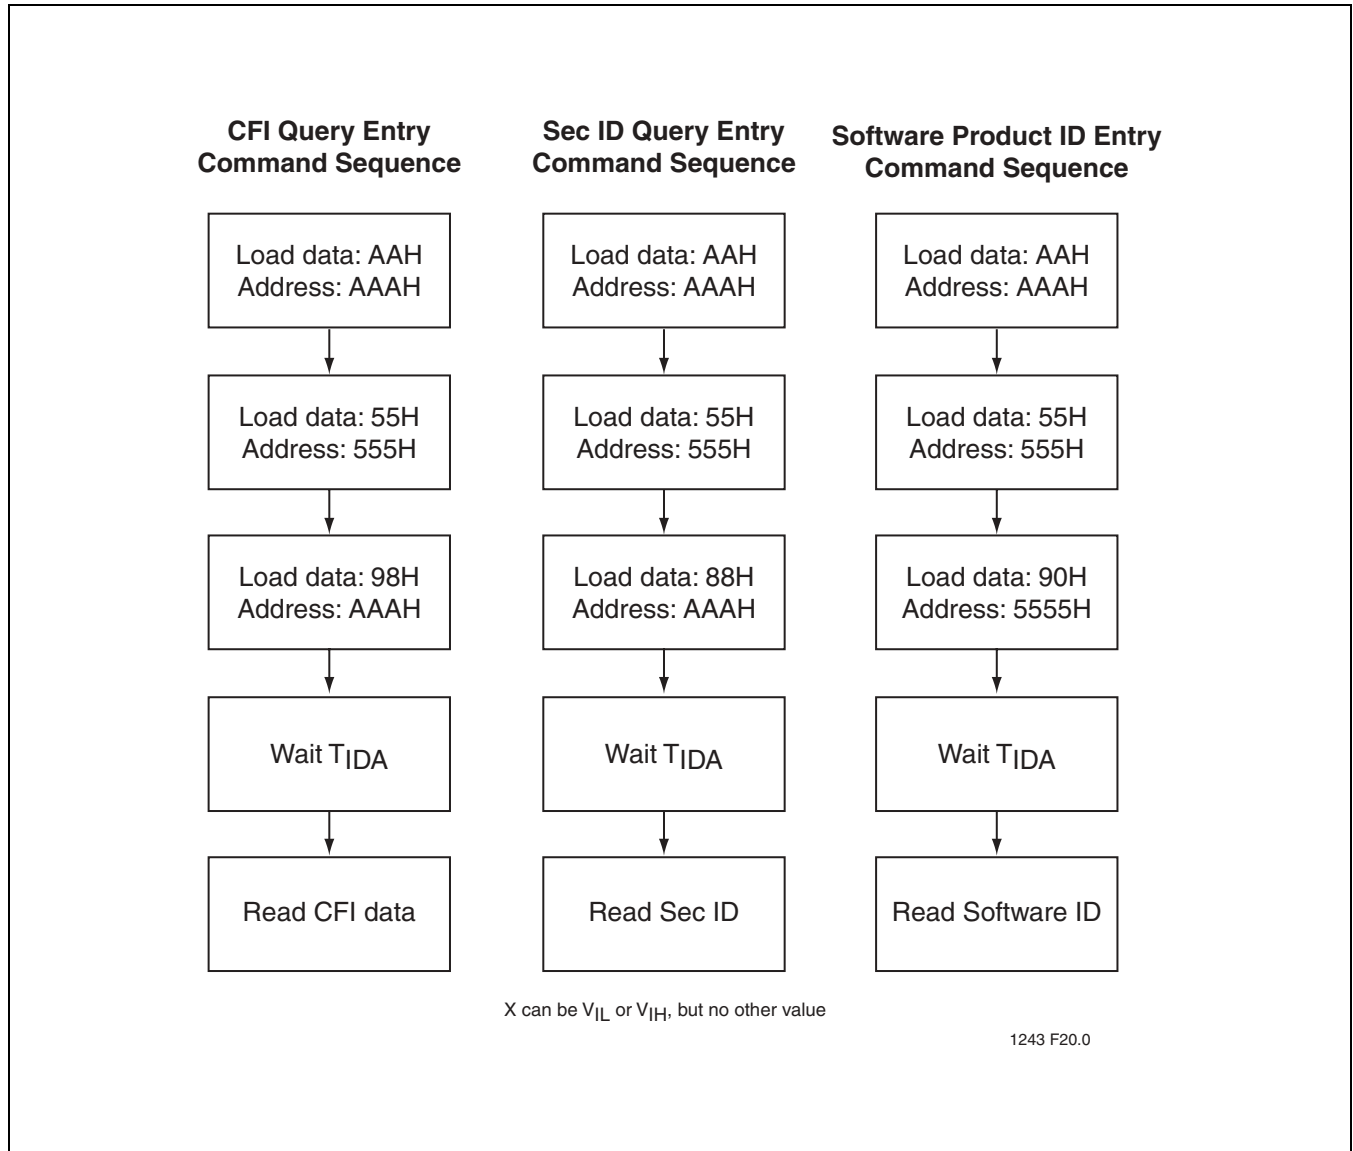 CFI Query Entry
Command Sequence
Load data: AAH
Address: AAAH
Load data: 55H
Address: 555H
Load data: 98H
Address: AAAH
Wait TIDA
Read CFI data
Sec ID Query Entry
Command Sequence
Load data: AAH
Address: AAAH
Load data: 55H
Address: 555H
Load data: 88H
Address: AAAH
Wait TIDA
Read Sec ID
Software Product ID Entry
Command Sequence
Load data: AAH
Address: AAAH
Load data: 55H
Address: 555H
Load data: 90H
Address: 5555H
Wait TIDA
Read Software ID
X can be VIL or VIH, but no other value
1243 F20.0